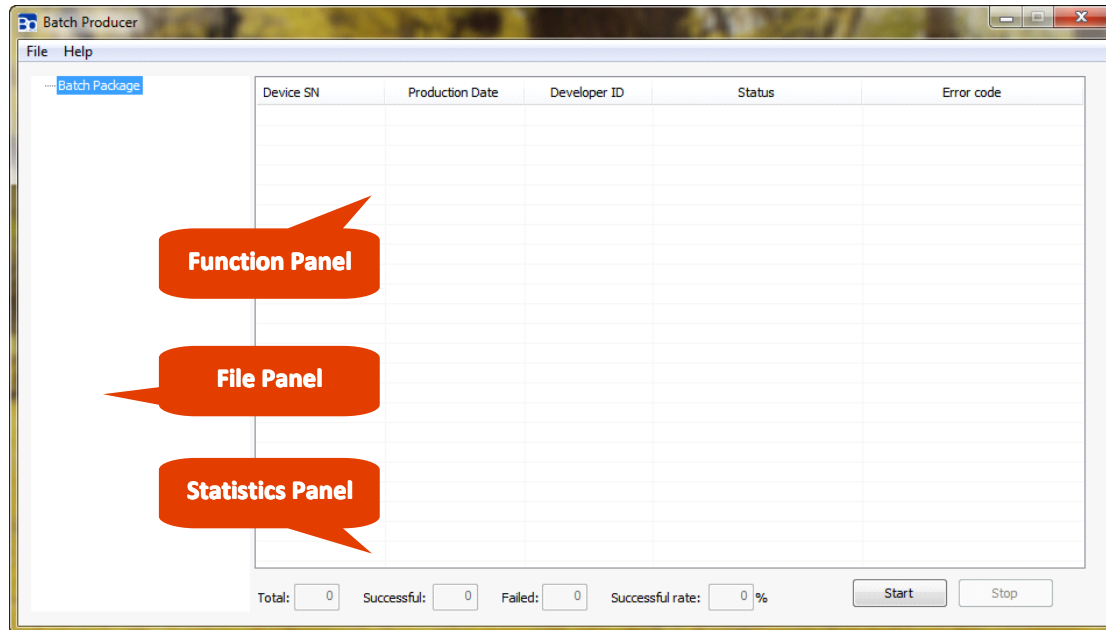 Batch Producer
File Help
Batch Package
Device SN Production Date Developer ID Status Error code
Function Panel
File Panel
Statistics Panel
Total: 0 Successful: 0 Failed: 0 Successful rate: 0 % Start Stop